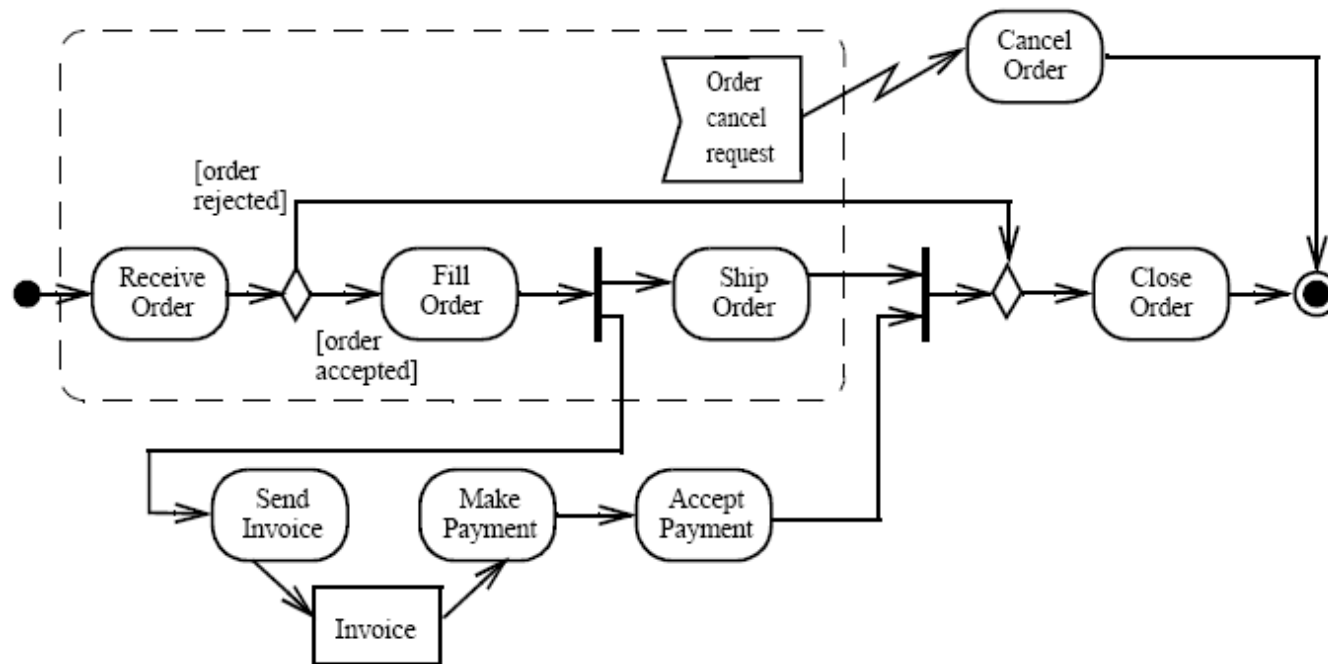 Cancel
Order
Order
cancel
request
[order
rejected]
Receive
Order
Fill
Order
Ship
Order
Close
Order
[order
accepted]
Send
Invoice
Make
Payment
Accept
Payment
Invoice